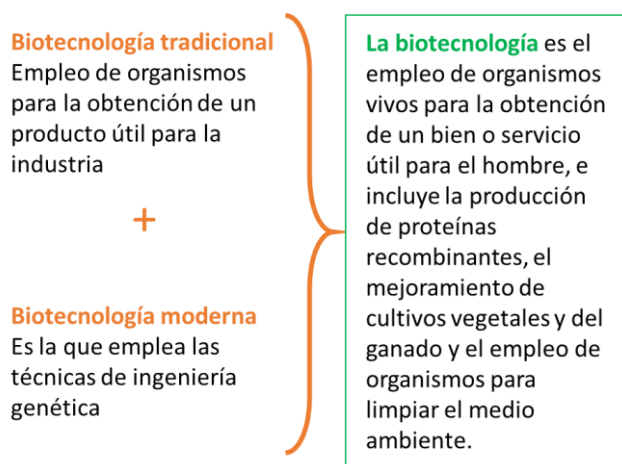 Biotecnología tradicional
Empleo de organismos
para la obtención de un
producto útil para la
industria
+
Biotecnología moderna
Es la que emplea las
técnicas de ingeniería
genética
La biotecnología es el
empleo de organismos
vivos para la obtención
de un bien o servicio
útil para el hombre, e
incluye la producción
de proteínas
recombinantes, el
mejoramiento de
cultivos vegetales y del
ganado y el empleo de
organismos para
limpiar el medio
ambiente.